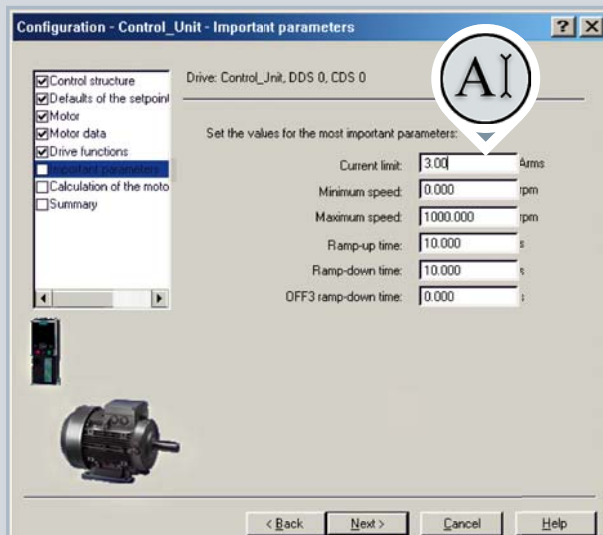 Configuration - Control_Unit - Important parameters
? X
Control structure
Defaults of the setpoint
Motor
Motor data
Drive functions
Important parameters
Calculation of the moto
Summary
Drive: Control_Unit, DDS 0, CDS 0
AI
Set the values for the most important parameters:
Current limit: 3.00 Arms
Minimum speed: 0.000 rpm
Maximum speed: 1000.000 rpm
Ramp-up time: 10.000 s
Ramp-down time: 10.000 s
OFF3 ramp-down time: 0.000 s
< Back
Next >
Cancel
Help